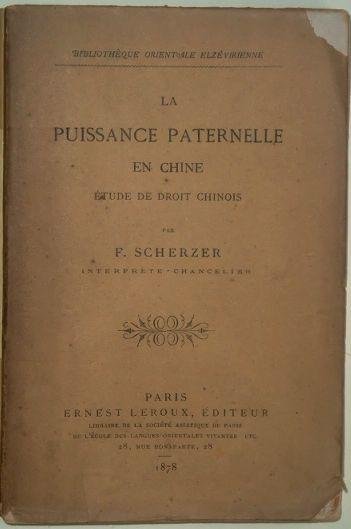 BIBLIOTHÈQUE ORIENTALE ELZÉVIRIENNE
LA
PUISSANCE PATERNELLE
EN CHINE
ÉTUDE DE DROIT CHINOIS
PAR
F. SCHERZER
INTERPRÈTE-CHANCELIER
PARIS
ERNEST LEROUX, ÉDITEUR
LIBRAIRE DE LA SOCIÉTÉ ASIATIQUE DE PARIS
DE L'ÉCOLE DES LANGUES ORIENTALES VIVANTES ETC.
28, RUE BONAPARTE, 28
1878